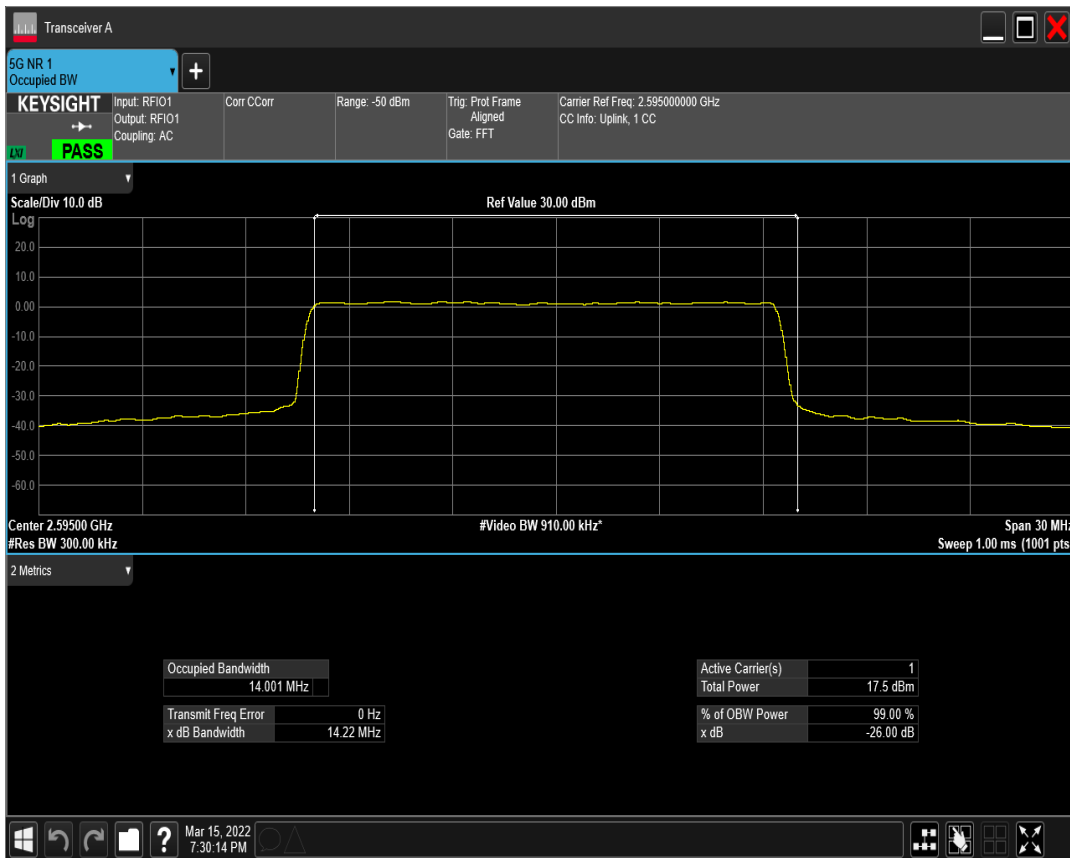 Transceiver A
5G NR 1
Occupied BW
KEYSIGHT
LXI
PASS
Input: RFIO1
Output: RFIO1
Coupling: AC
Corr CCorr
Range: -50 dBm
Trig: Prot Frame
Aligned
Gate: FFT
Carrier Ref Freq: 2.595000000 GHz
CC Info: Uplink, 1 CC
1 Graph
Scale/Div 10.0 dB
Ref Value 30.00 dBm
Log
20.0
10.0
0.00
-10.0
-20.0
-30.0
-40.0
-50.0
-60.0
Center 2.59500 GHz
#Video BW 910.00 kHz*
Span 30 MHz
#Res BW 300.00 kHz
Sweep 1.00 ms (1001 pts
2 Metrics
Occupied Bandwidth
14.001 MHz
Transmit Freq Error 0 Hz
x dB Bandwidth 14.22 MHz
Active Carrier(s) 1
Total Power 17.5 dBm
% of OBW Power 99.00 %
x dB -26.00 dB
?
Mar 15, 2022
7:30:14 PM